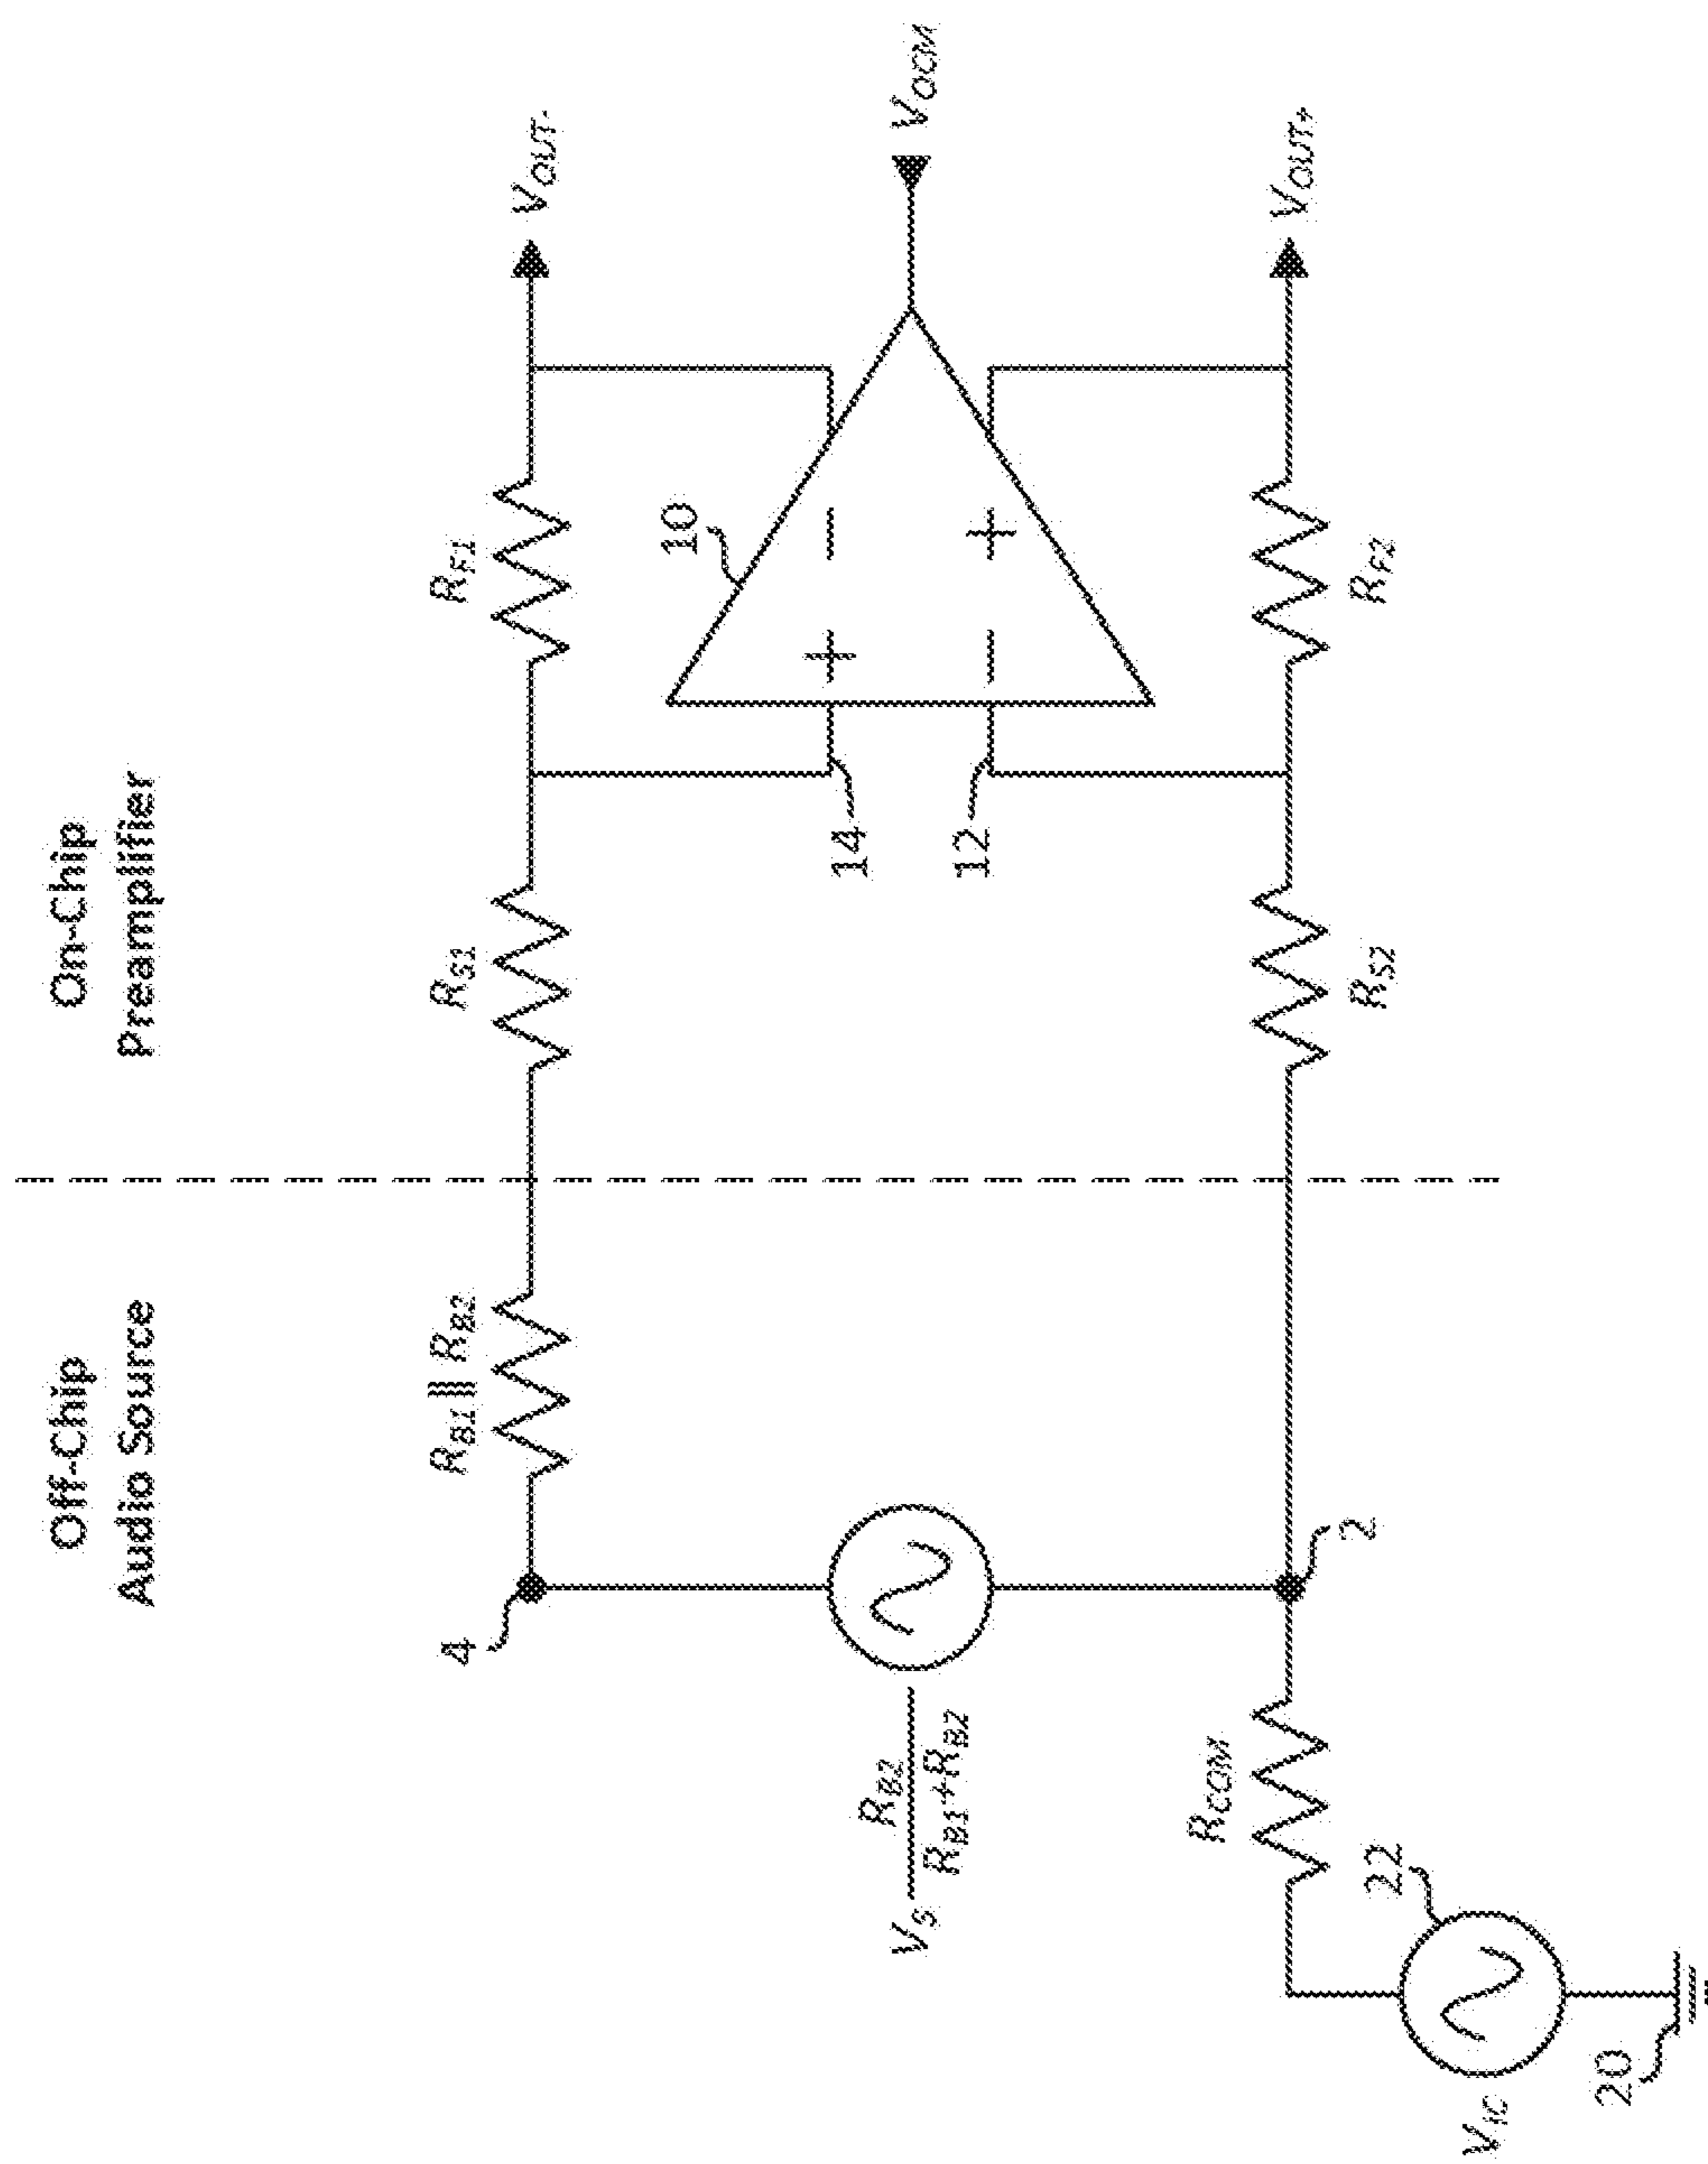 Off-Chip
Audio Source
On-Chip
Preamplifier
4
R_B1 || R_B2
R_S1
R_F1
V_OUT-
10
V_S R_B2
R_B1+R_B2
14
+
−
12
−
+
V_OCM
R_COM
2
R_S2
R_F2
V_OUT+
22
V_ic
20